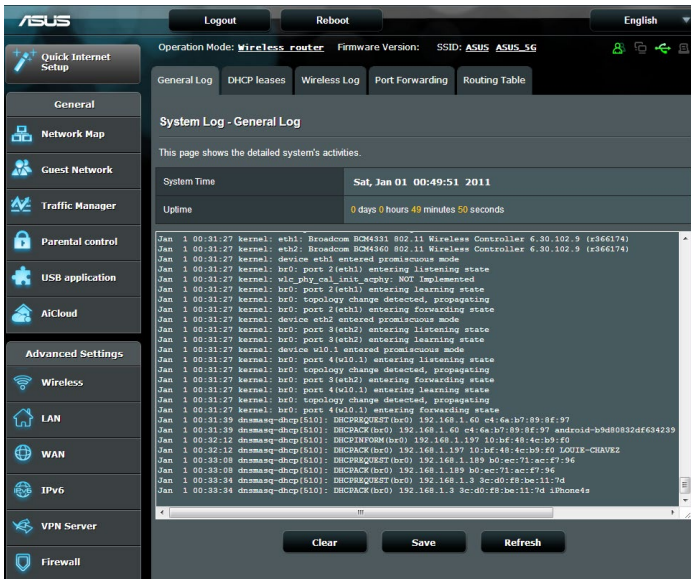 ASUS
Logout
Reboot
English
Quick Internet
Setup
Operation Mode: Wireless router Firmware Version: SSID: ASUS ASUS_5G
General Log
DHCP leases
Wireless Log
Port Forwarding
Routing Table
General
Network Map
Guest Network
Traffic Manager
Parental control
USB application
AiCloud
Advanced Settings
Wireless
LAN
WAN
IPv6
VPN Server
Firewall
System Log - General Log
This page shows the detailed system's activities.
System Time Sat, Jan 01 00:49:51 2011
Uptime 0 days 0 hours 49 minutes 50 seconds
Jan 1 00:31:27 kernel: eth1: Broadcom BCM4331 802.11 Wireless Controller 6.30.102.9 (r366174)
Jan 1 00:31:27 kernel: eth2: Broadcom BCM4360 802.11 Wireless Controller 6.30.102.9 (r366174)
Jan 1 00:31:27 kernel: device eth1 entered promiscuous mode
Jan 1 00:31:27 kernel: br0: port 2(eth1) entering listening state
Jan 1 00:31:27 kernel: wlc_phy_cal_init_acphy: NOT Implemented
Jan 1 00:31:27 kernel: br0: port 2(eth1) entering learning state
Jan 1 00:31:27 kernel: br0: topology change detected, propagating
Jan 1 00:31:27 kernel: br0: port 2(eth1) entering forwarding state
Jan 1 00:31:27 kernel: device eth2 entered promiscuous mode
Jan 1 00:31:27 kernel: br0: port 3(eth2) entering listening state
Jan 1 00:31:27 kernel: br0: port 3(eth2) entering learning state
Jan 1 00:31:27 kernel: device wl0.1 entered promiscuous mode
Jan 1 00:31:27 kernel: br0: port 4(wl0.1) entering listening state
Jan 1 00:31:27 kernel: br0: topology change detected, propagating
Jan 1 00:31:27 kernel: br0: port 3(eth2) entering forwarding state
Jan 1 00:31:27 kernel: br0: port 4(wl0.1) entering learning state
Jan 1 00:31:27 kernel: br0: topology change detected, propagating
Jan 1 00:31:27 kernel: br0: port 4(wl0.1) entering forwarding state
Jan 1 00:31:39 dnsmasq-dhcp[510]: DHCPREQUEST(br0) 192.168.1.60 c4:6a:b7:89:8f:97
Jan 1 00:31:39 dnsmasq-dhcp[510]: DHCPACK(br0) 192.168.1.60 c4:6a:b7:89:8f:97 android-b9d80832df634239
Jan 1 00:32:12 dnsmasq-dhcp[510]: DHCPINFORM(br0) 192.168.1.197 10:bf:48:4c:b9:f0
Jan 1 00:32:12 dnsmasq-dhcp[510]: DHCPACK(br0) 192.168.1.197 10:bf:48:4c:b9:f0 LOUIE-CHAVEZ
Jan 1 00:33:08 dnsmasq-dhcp[510]: DHCPREQUEST(br0) 192.168.1.189 b0:ec:71:ac:f7:96
Jan 1 00:33:08 dnsmasq-dhcp[510]: DHCPACK(br0) 192.168.1.189 b0:ec:71:ac:f7:96
Jan 1 00:33:34 dnsmasq-dhcp[510]: DHCPREQUEST(br0) 192.168.1.3 3c:d0:f8:be:11:7d
Jan 1 00:33:34 dnsmasq-dhcp[510]: DHCPACK(br0) 192.168.1.3 3c:d0:f8:be:11:7d iPhone4s
Clear
Save
Refresh